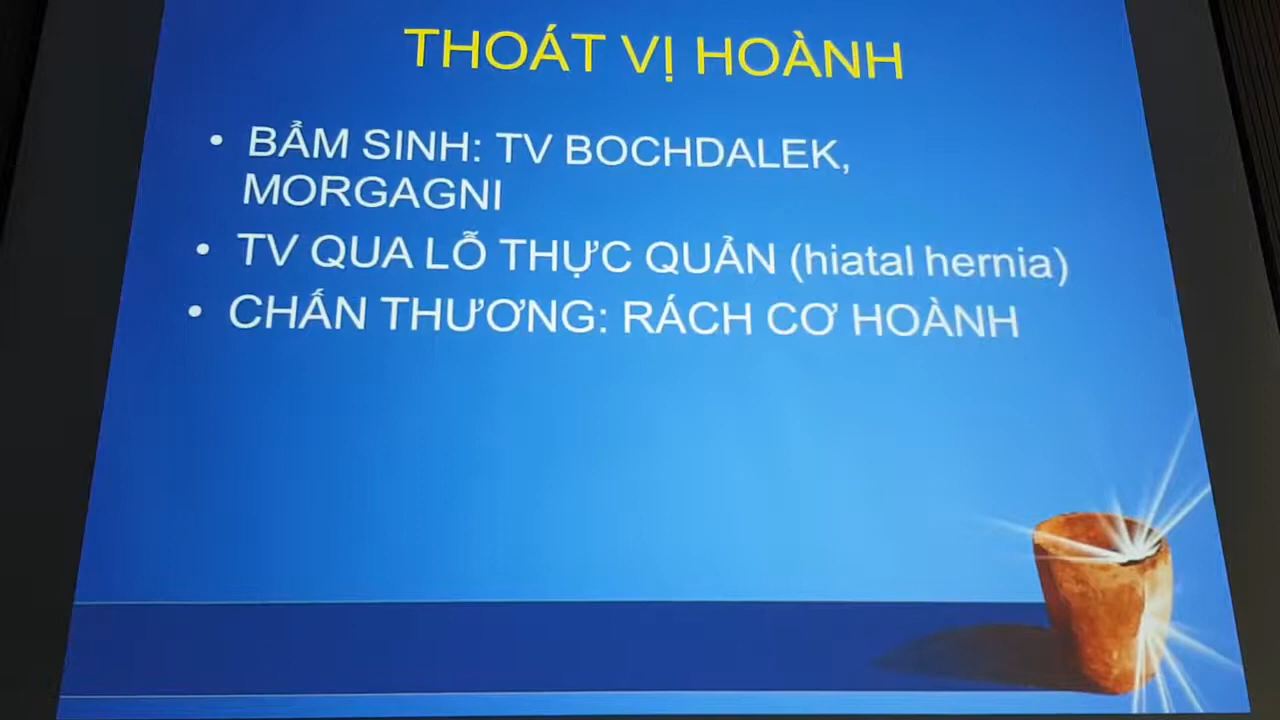 THOÁT VỊ HOÀNH
• BẨM SINH: TV BOCHDALEK,
MORGAGNI
• TV QUA LỖ THỰC QUẢN (hiatal hernia)
• CHẤN THƯƠNG: RÁCH CƠ HOÀNH